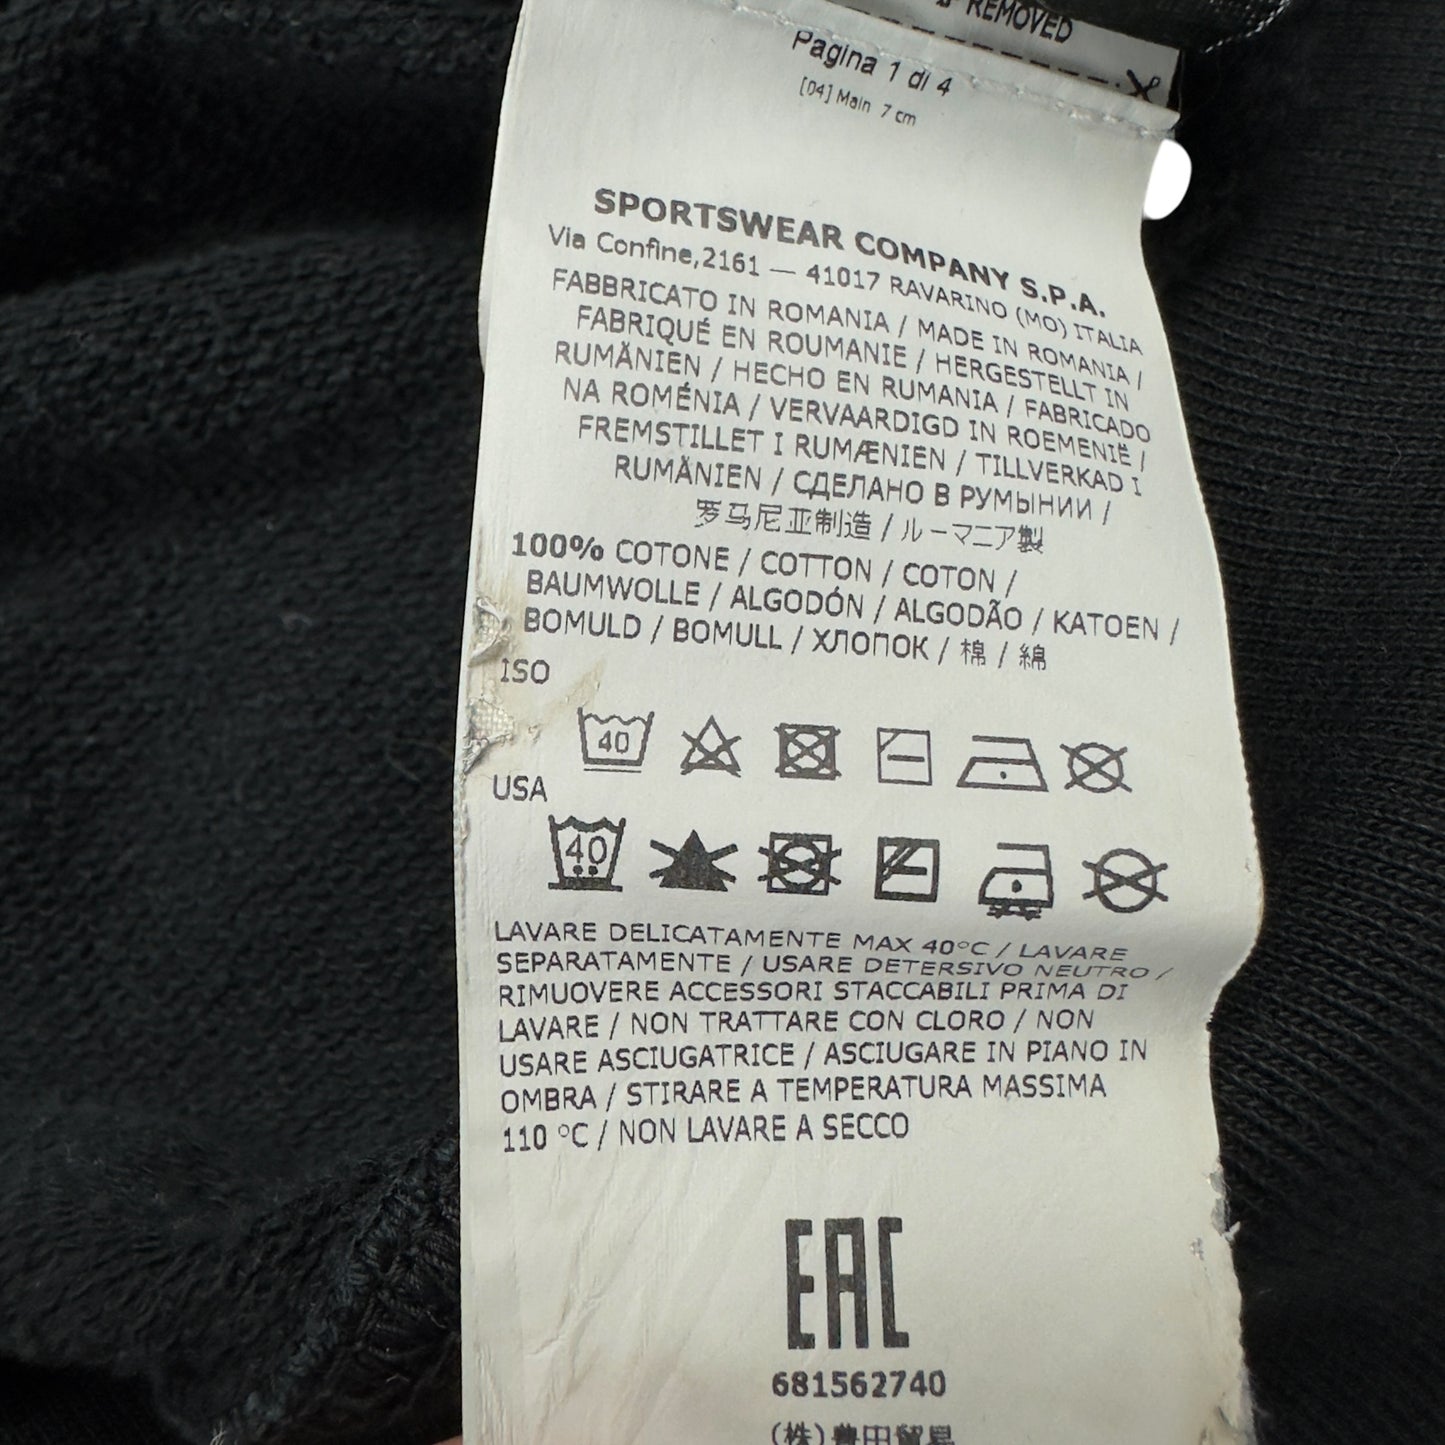 REMOVED
Pagina 1 di 4
[04] Main 7 cm
SPORTSWEAR COMPANY S.P.A.
Via Confine,2161 — 41017 RAVARINO (MO) ITALIA
FABBRICATO IN ROMANIA / MADE IN ROMANIA /
FABRIQUÉ EN ROUMANIE / HERGESTELLT IN
RUMÄNIEN / HECHO EN RUMANIA / FABRICADO
NA ROMÉNIA / VERVAARDIGD IN ROEMENIË /
FREMSTILLET I RUMÆNIEN / TILLVERKAD I
RUMÄNIEN / СДЕЛАНО В РУМЫНИИ /
罗马尼亚制造 / ルーマニア製
100% COTONE / COTTON / COTON /
BAUMWOLLE / ALGODÓN / ALGODÃO / KATOEN /
BOMULD / BOMULL / ХЛОПОК / 棉 / 綿
ISO
40
USA
40
LAVARE DELICATAMENTE MAX 40°C / LAVARE
SEPARATAMENTE / USARE DETERSIVO NEUTRO /
RIMUOVERE ACCESSORI STACCABILI PRIMA DI
LAVARE / NON TRATTARE CON CLORO / NON
USARE ASCIUGATRICE / ASCIUGARE IN PIANO IN
OMBRA / STIRARE A TEMPERATURA MASSIMA
110 °C / NON LAVARE A SECCO
EAC
681562740
(株)豊田貿易